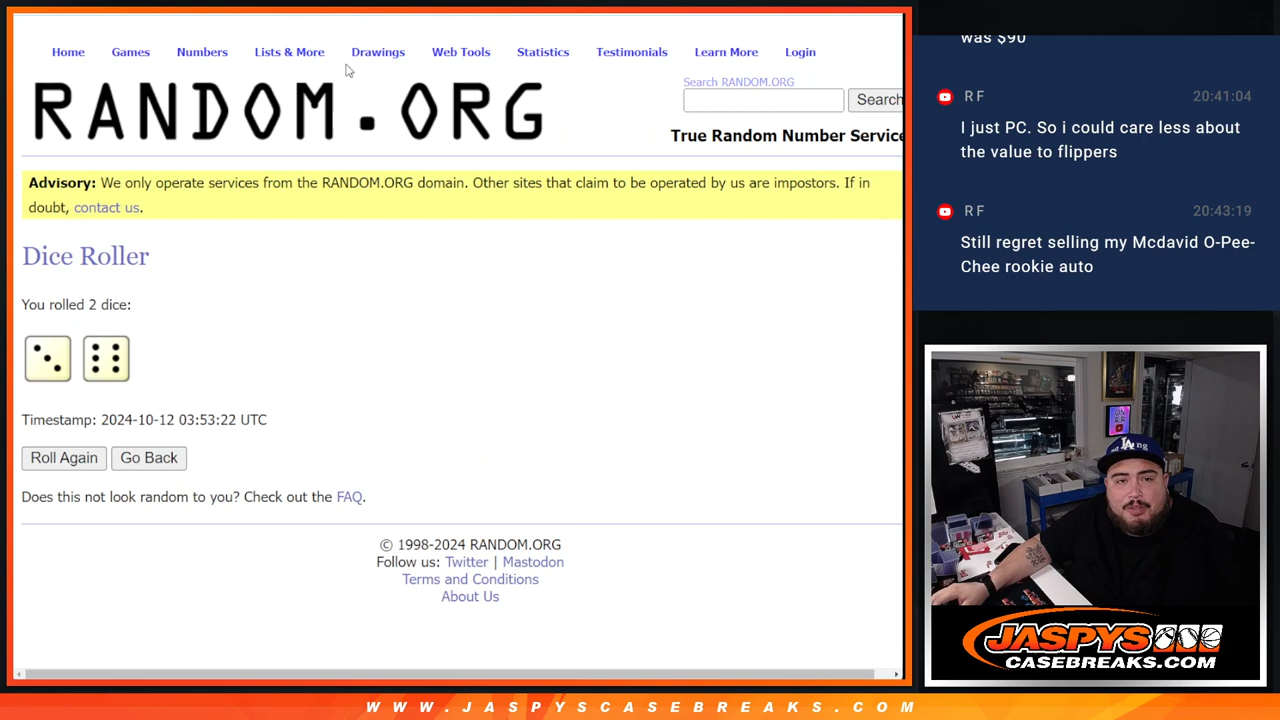 Home Games Numbers Lists & More Drawings Web Tools Statistics Testimonials Learn More Login
RANDOM.ORG
Search RANDOM.ORG
Search
True Random Number Service
Advisory: We only operate services from the RANDOM.ORG domain. Other sites that claim to be operated by us are impostors. If in
doubt, contact us.
Dice Roller
You rolled 2 dice:
Timestamp: 2024-10-12 03:53:22 UTC
Roll Again Go Back
Does this not look random to you? Check out the FAQ.
© 1998-2024 RANDOM.ORG
Follow us: Twitter | Mastodon
Terms and Conditions
About Us
was $90
R F 20:41:04
I just PC. So i could care less about
the value to flippers
R F 20:43:19
Still regret selling my Mcdavid O-Pee-
Chee rookie auto
ON
AIR
LA
JASPYS
CASEBREAKS.COM
WWW.JASPYSCASEBREAKS.COM